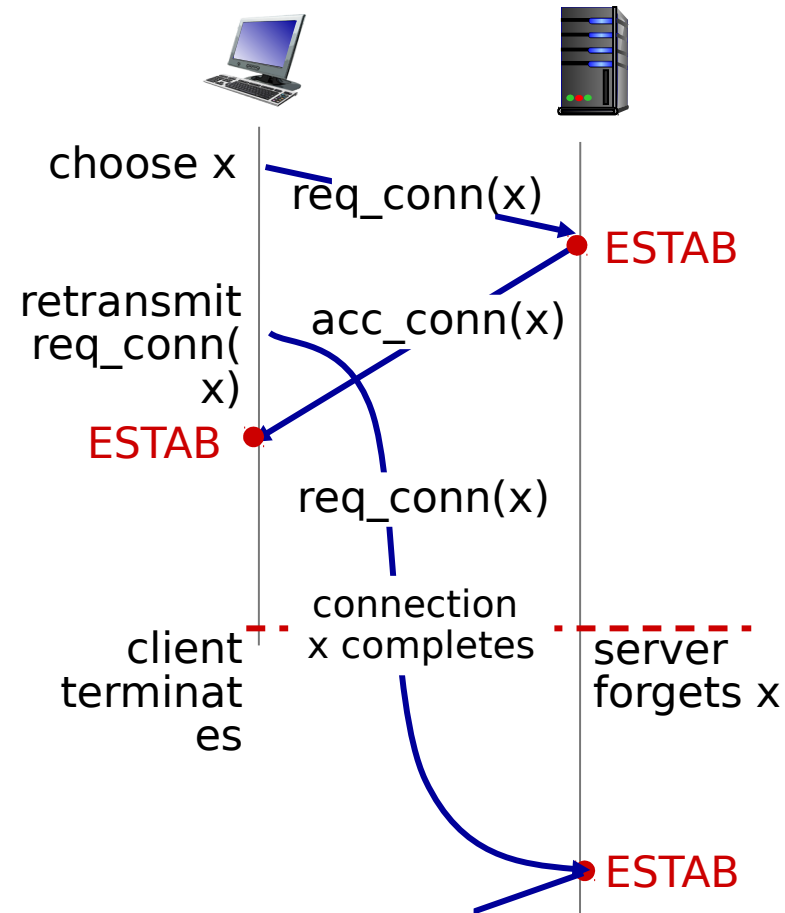 choose x
req_conn(x)
ESTAB
retransmit
req_conn(
x)
acc_conn(x)
ESTAB
req_conn(x)
connection
x completes
client
terminat
es
server
forgets x
ESTAB